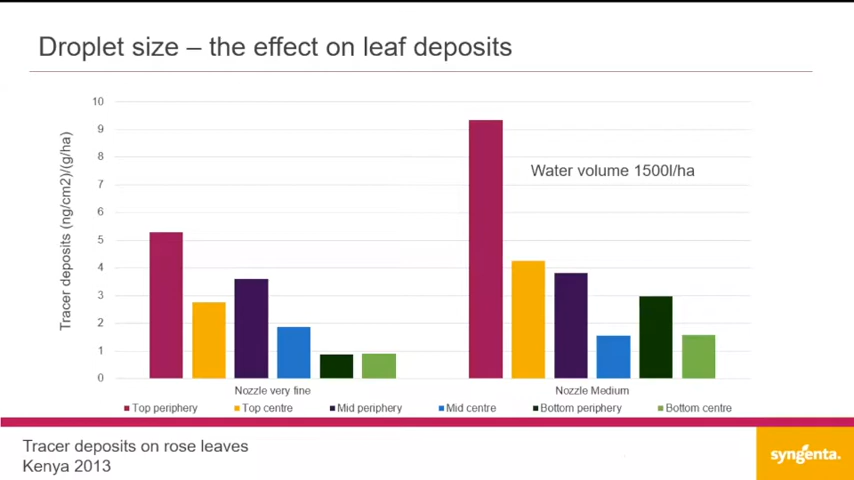 Droplet size – the effect on leaf deposits
Tracer deposits (ng/cm2)/(g/ha)
10
9
8
7
6
5
4
3
2
1
0
Water volume 1500l/ha
Nozzle very fine
Nozzle Medium
Top periphery
Top centre
Mid periphery
Mid centre
Bottom periphery
Bottom centre
Tracer deposits on rose leaves
Kenya 2013
syngenta.